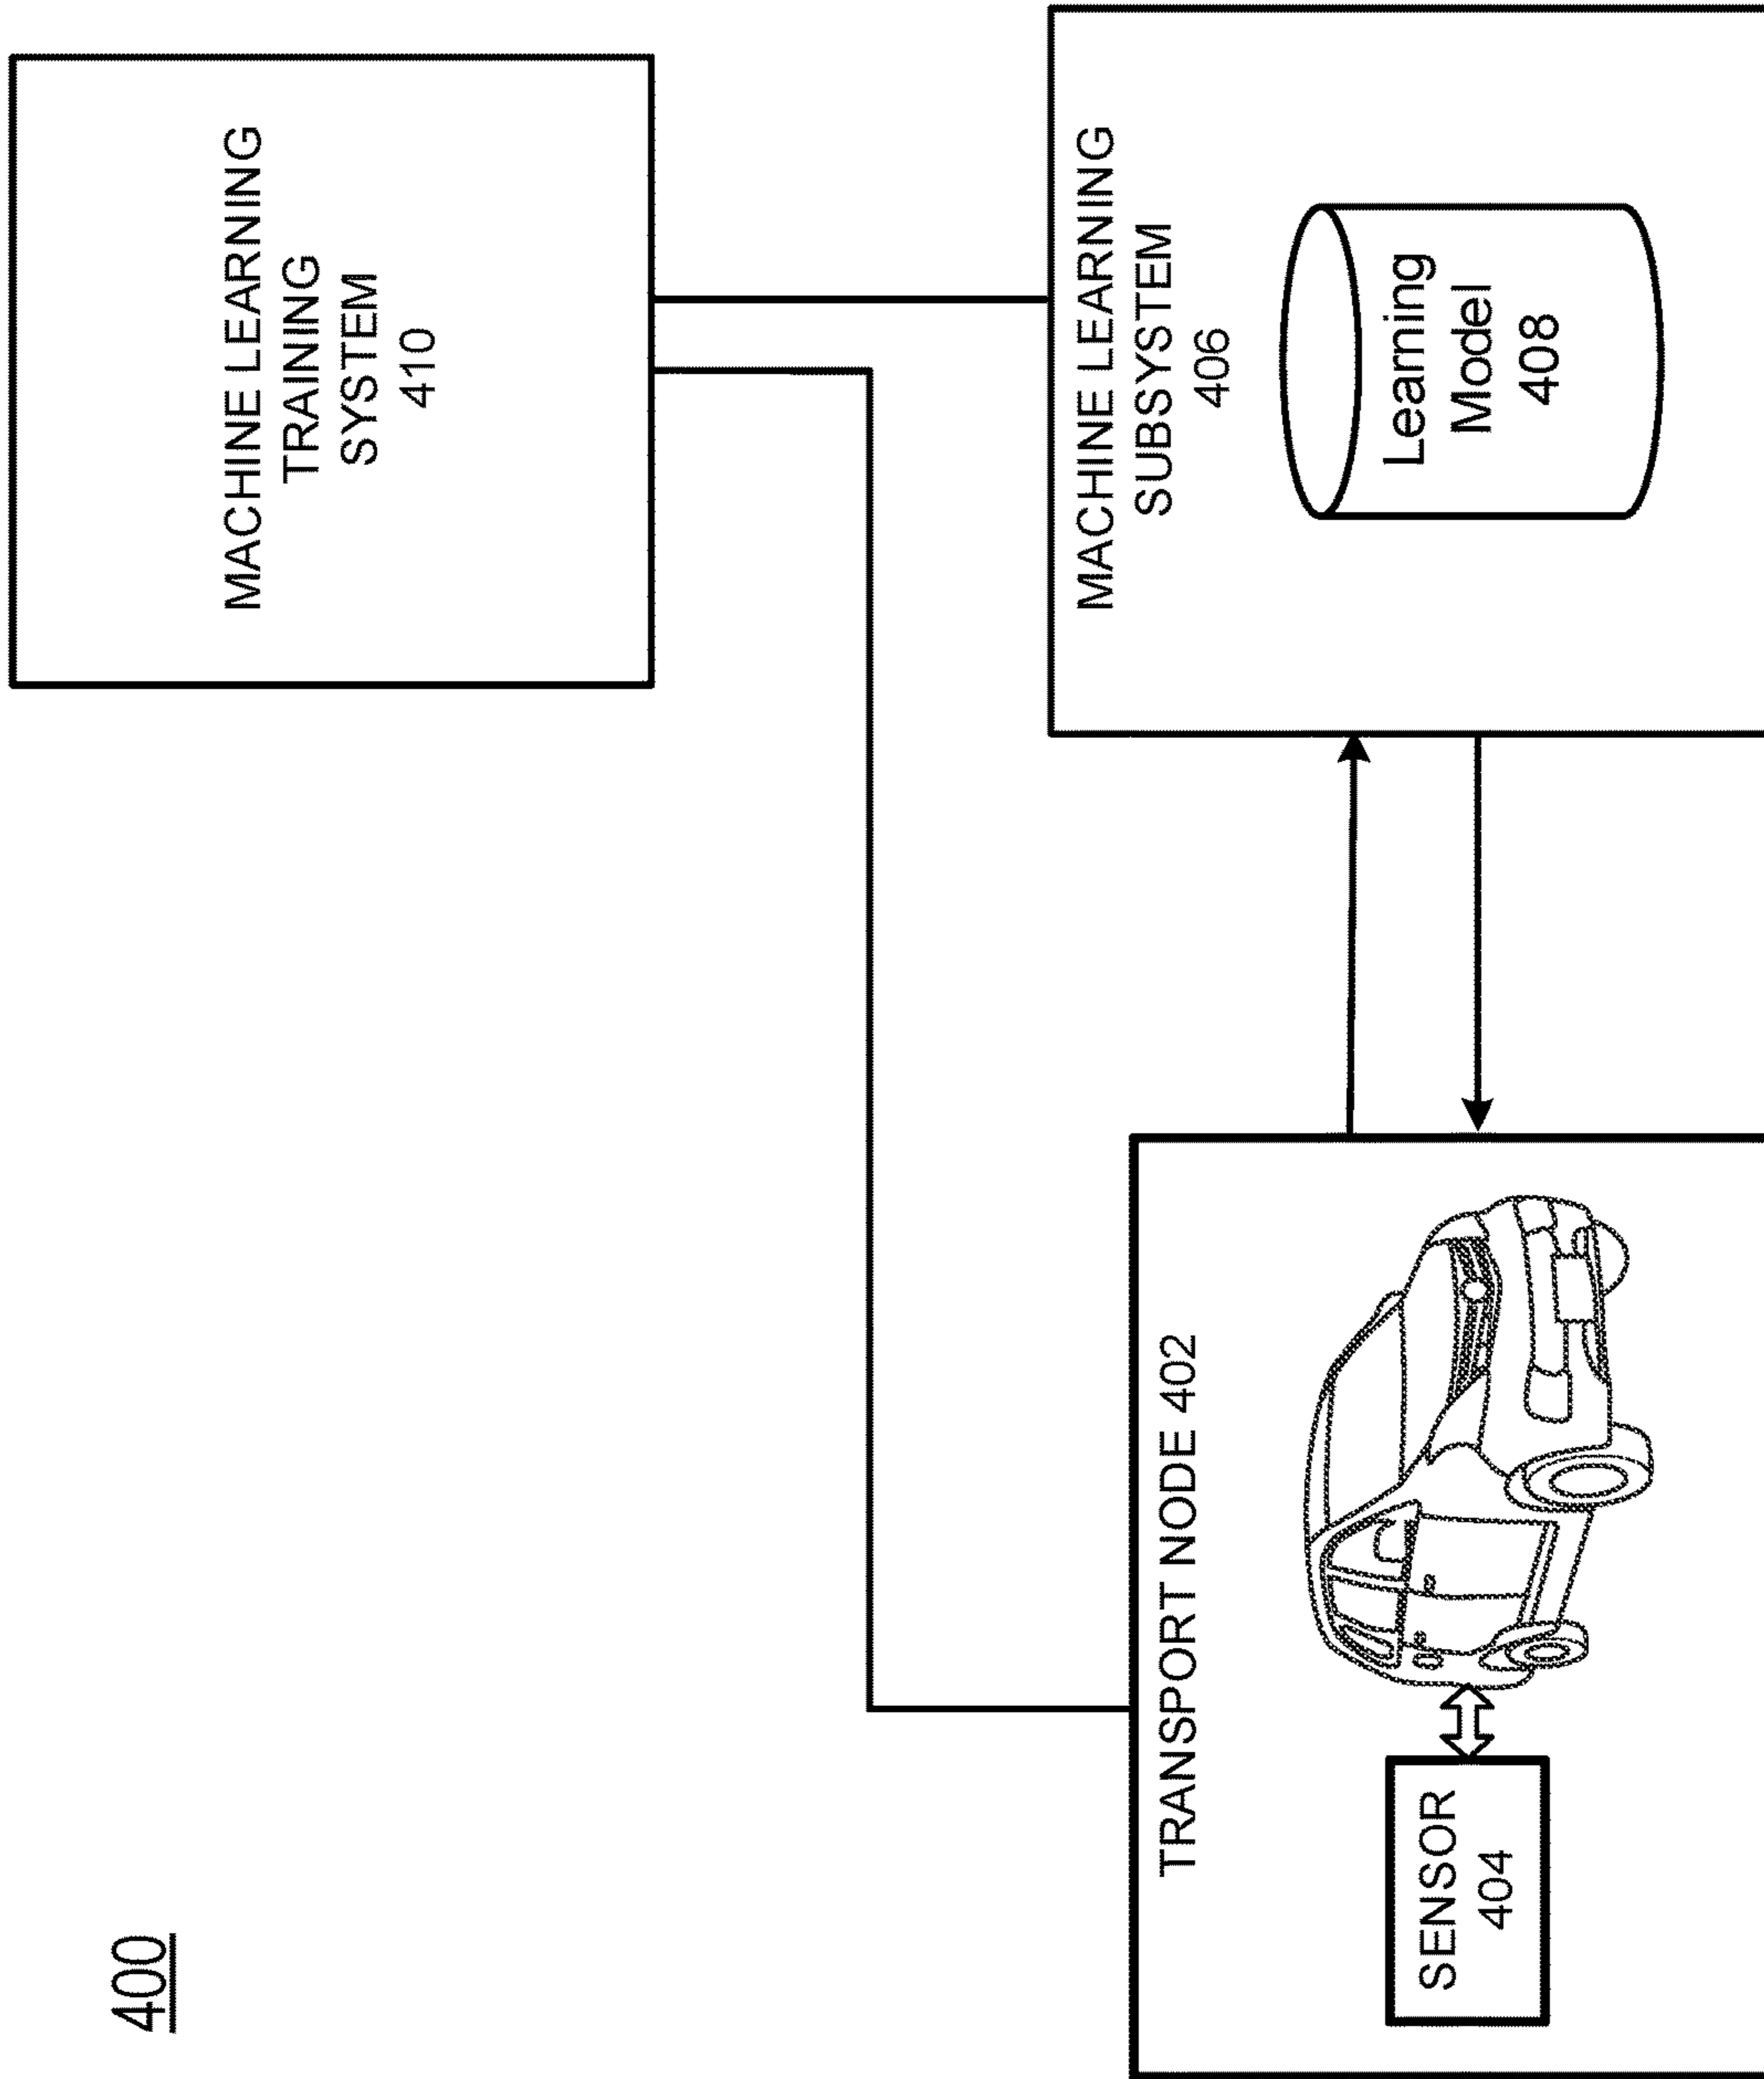 400
MACHINE LEARNING
TRAINING
SYSTEM
410
TRANSPORT NODE 402
SENSOR
404
MACHINE LEARNING
SUBSYSTEM
406
Learning
Model
408